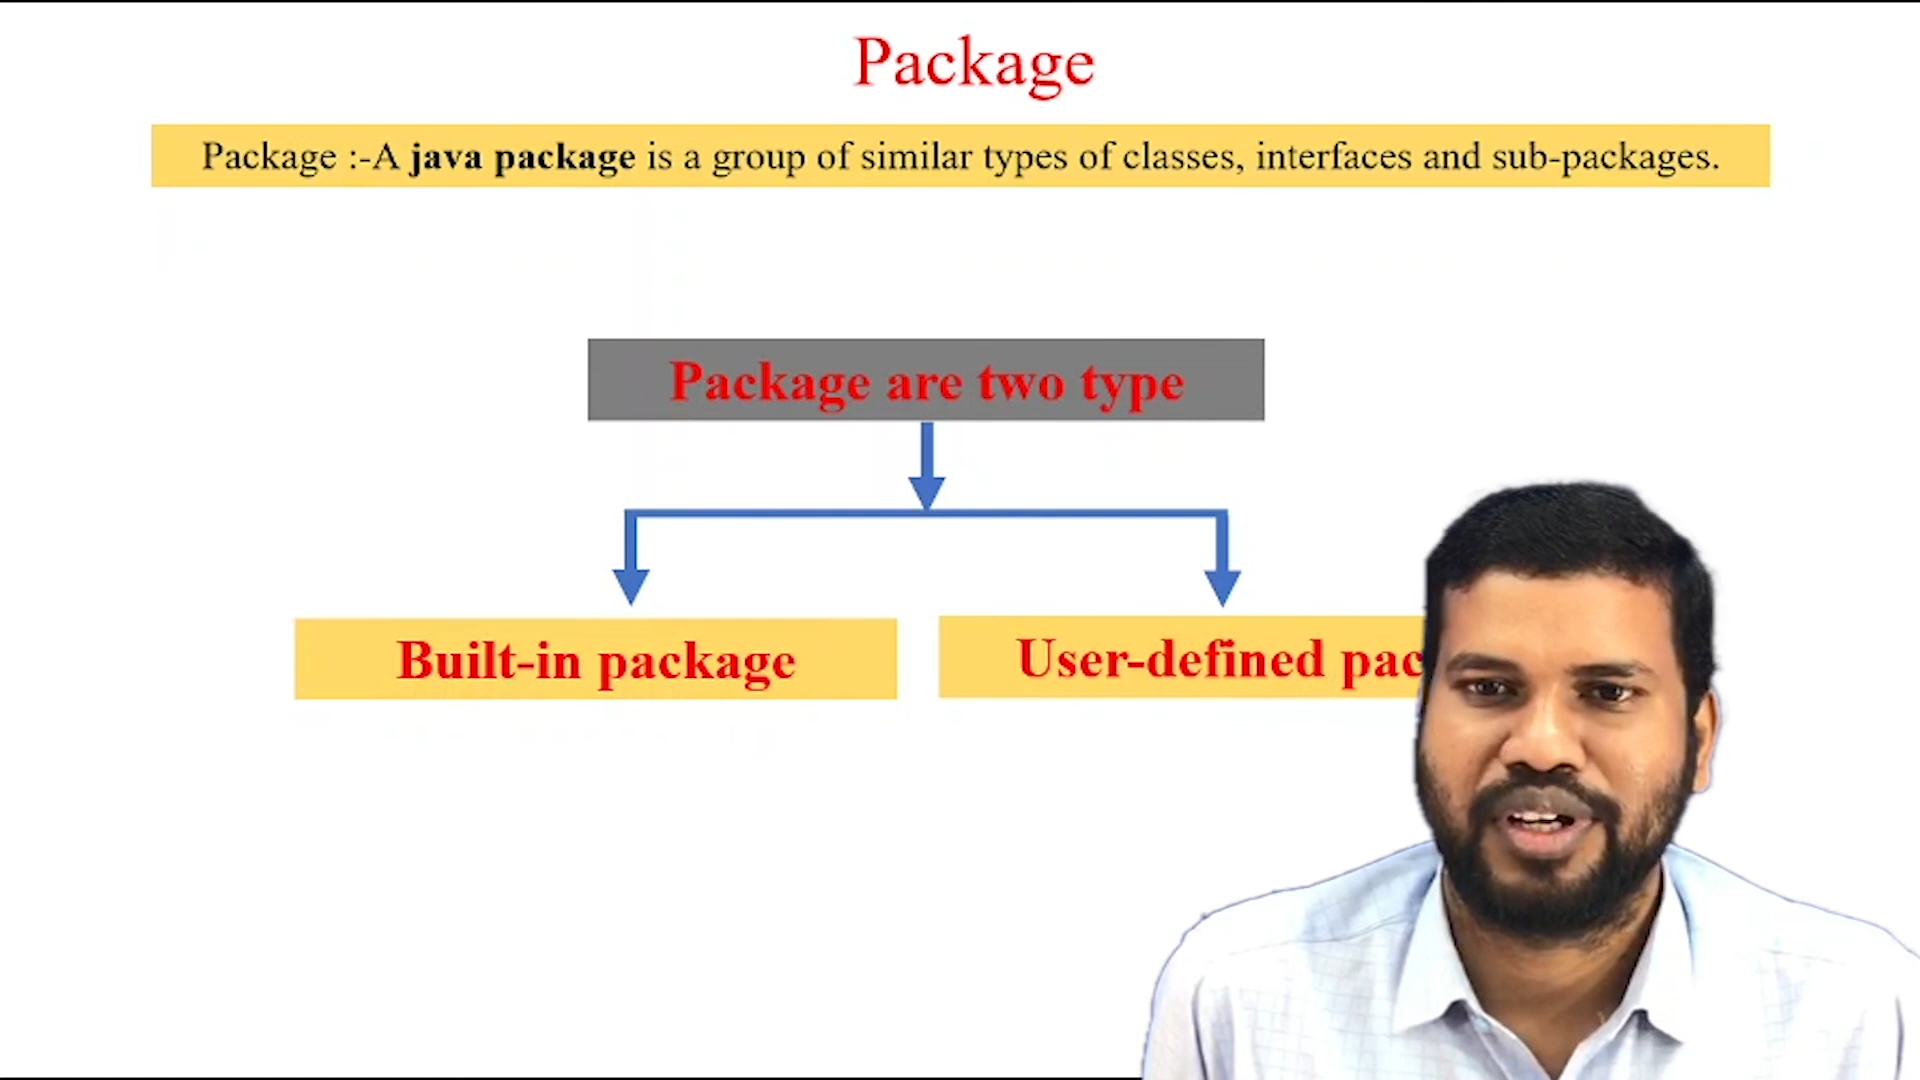 Package
Package :-A java package is a group of similar types of classes, interfaces and sub-packages.
Package are two type
Built-in package
User-defined pac